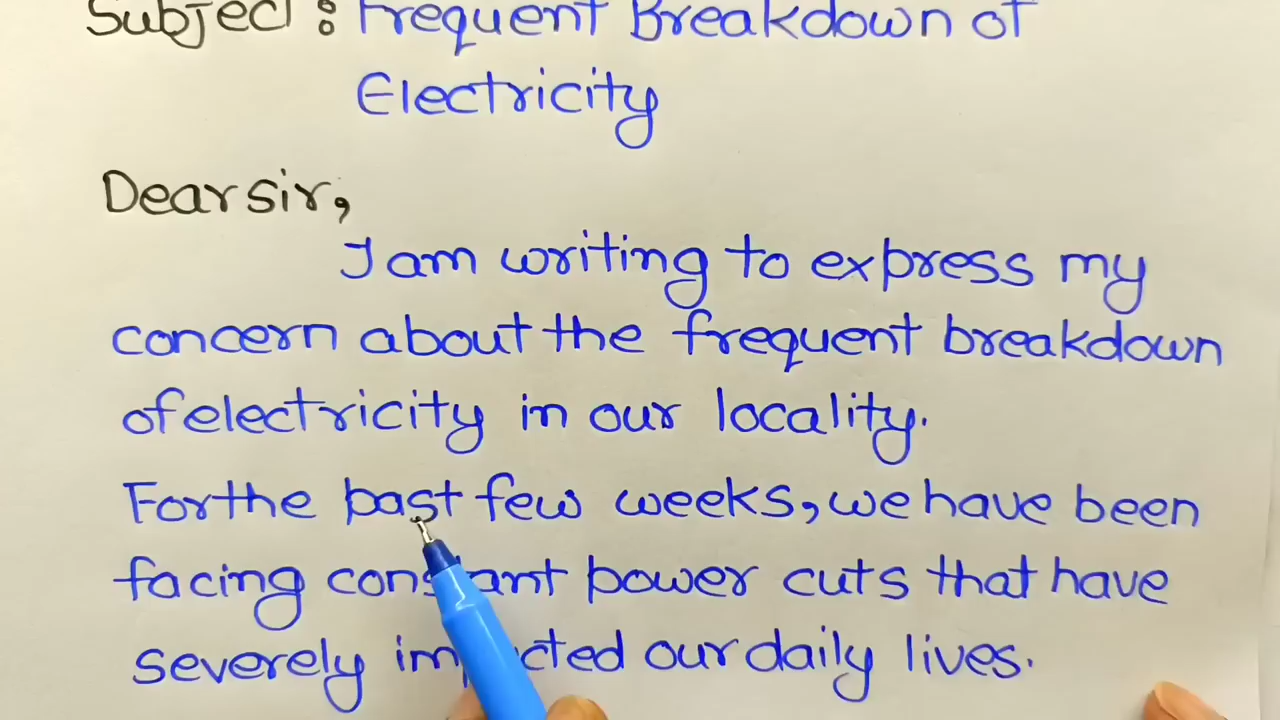 Subject : Frequent Breakdown of
Electricity
Dear sir,
I am writing to express my
concern about the frequent breakdown
of electricity in our locality.
For the past few weeks, we have been
facing constant power cuts that have
severely impacted our daily lives.